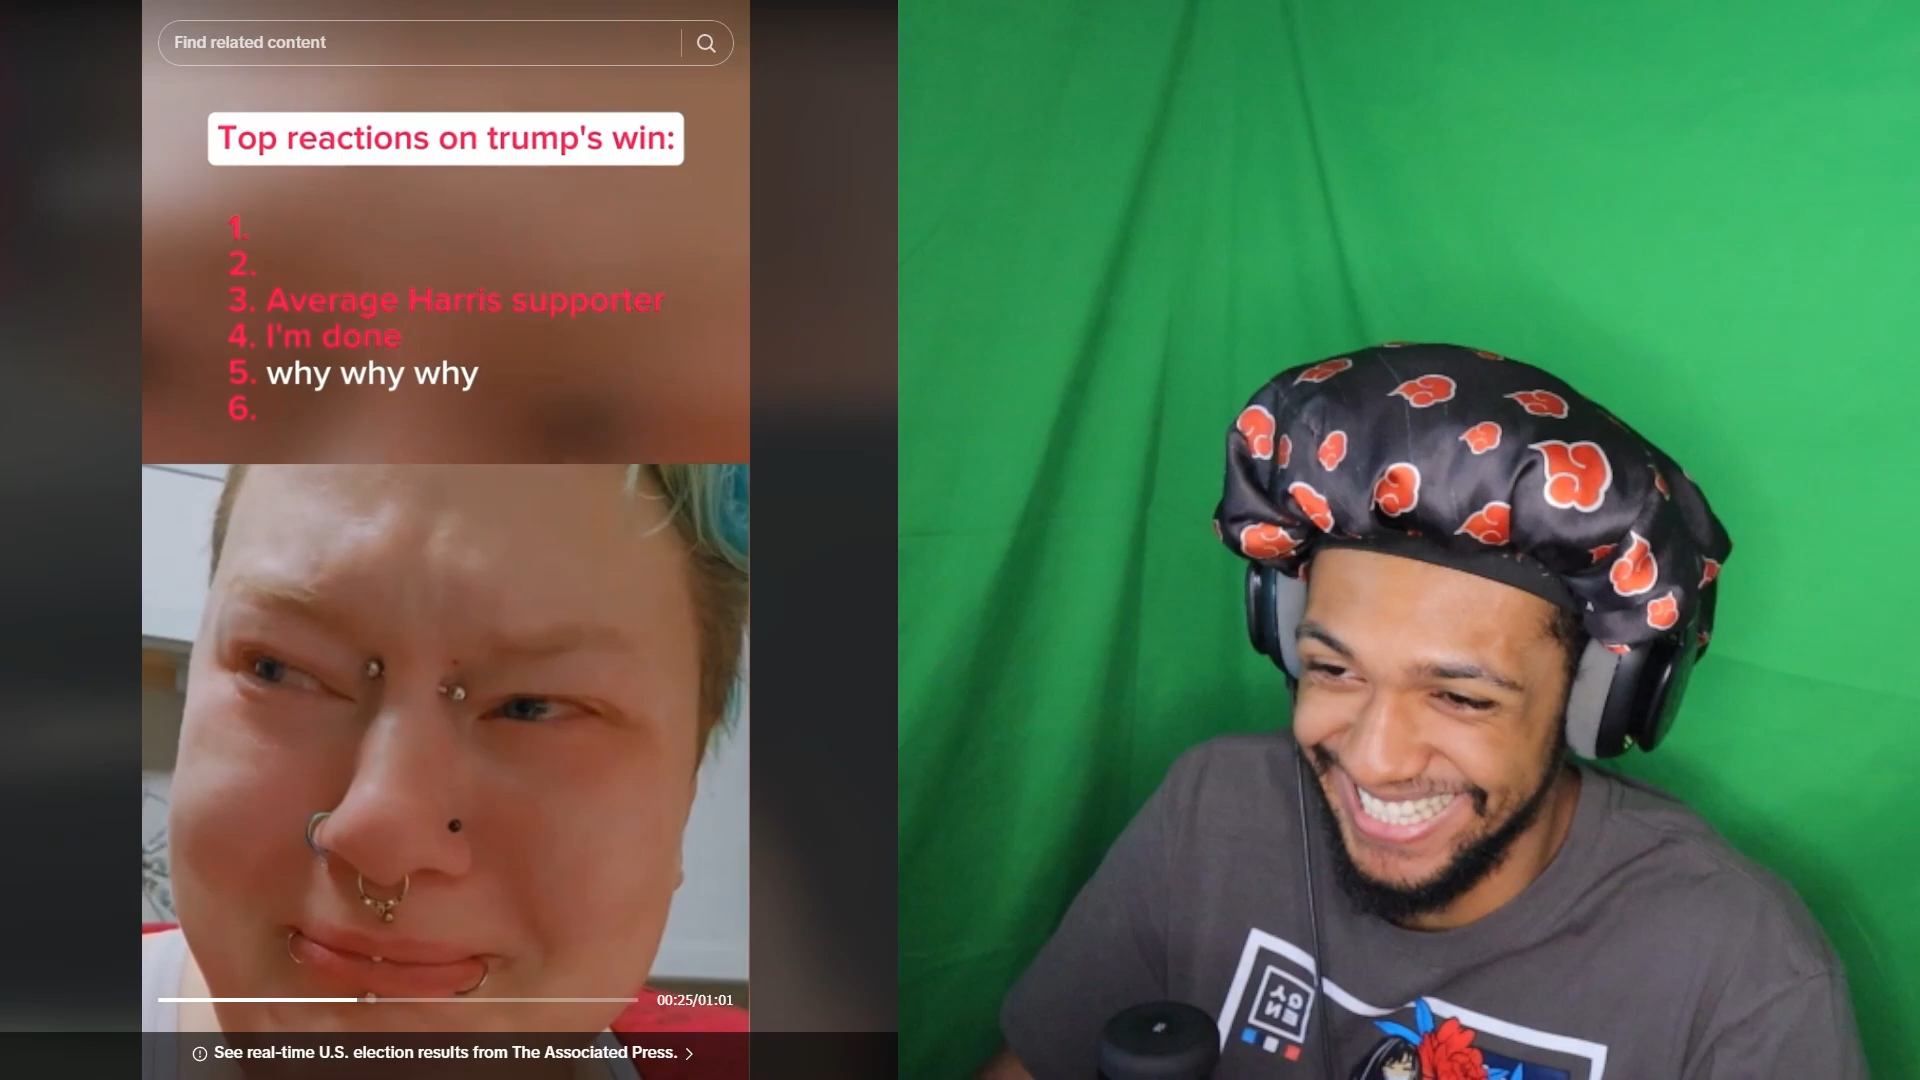 Find related content
Top reactions on trump's win:
1.
2.
3. Average Harris supporter
4. I'm done
5. why why why
6.
00:25/01:01
See real-time U.S. election results from The Associated Press.